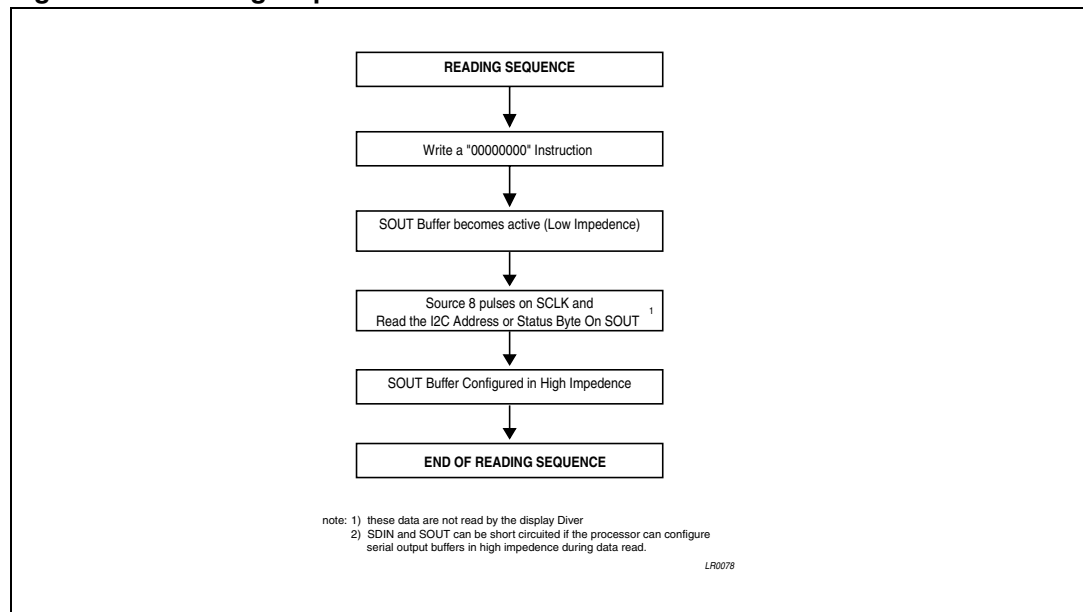 READING SEQUENCE
Write a "00000000" Instruction
SOUT Buffer becomes active (Low Impedence)
Source 8 pulses on SCLK and
Read the I2C Address or Status Byte On SOUT 1
SOUT Buffer Configured in High Impedence
END OF READING SEQUENCE
note: 1) these data are not read by the display Diver
2) SDIN and SOUT can be short circuited if the processor can configure
serial output buffers in high impedence during data read.
LR0078